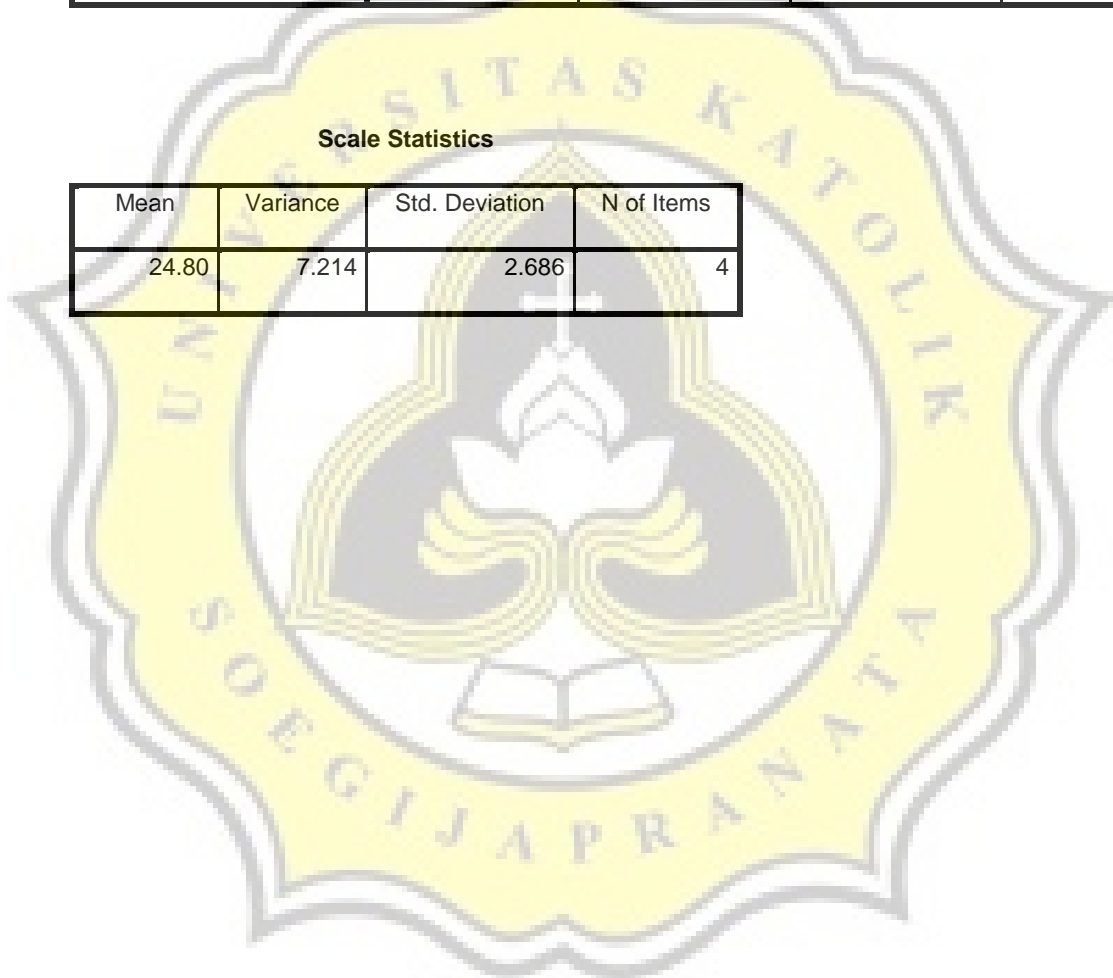 Scale Statistics
Mean Variance Std. Deviation N of Items
24.80 7.214 2.686 4
UNIVERSITAS KATOLIK
SOEGIJAPRANATA